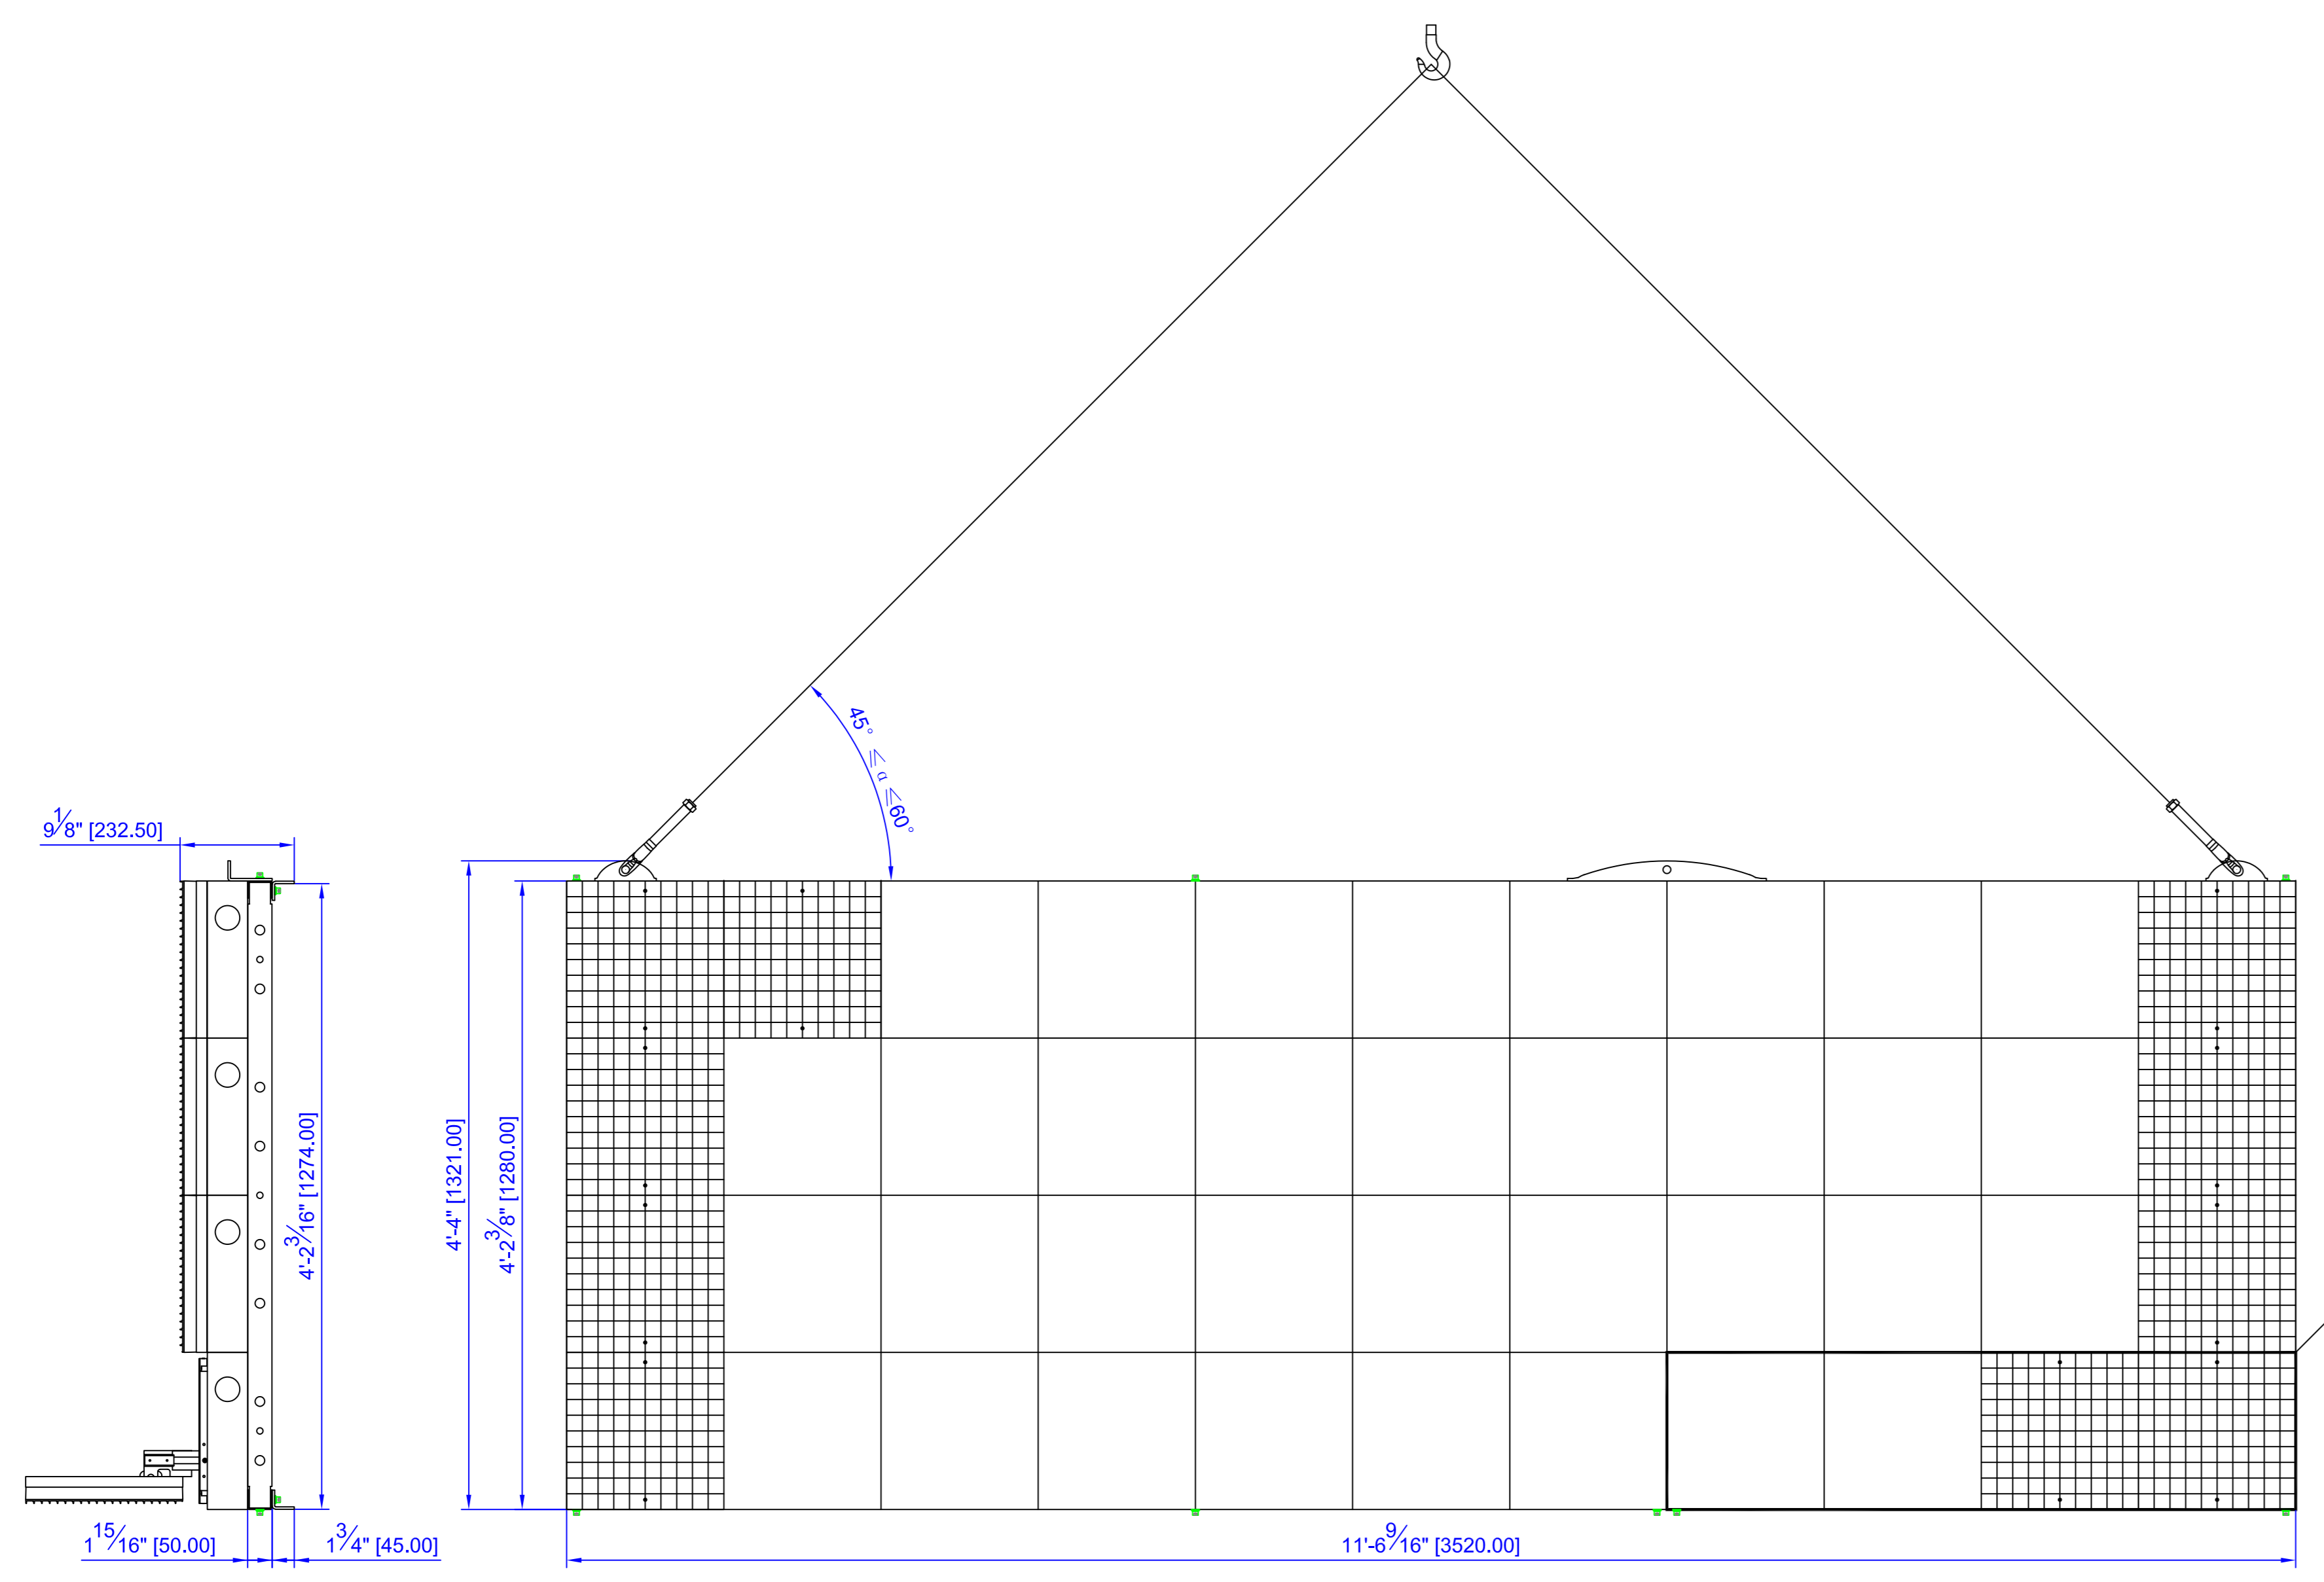 45° ≤ α ≤60°
9 1/8" [232.50]
4'-2 3/16" [1274.00]
4'-4" [1321.00]
4'-2 3/8" [1280.00]
1 15/16" [50.00]
1 3/4" [45.00]
11'-6 9/16" [3520.00]